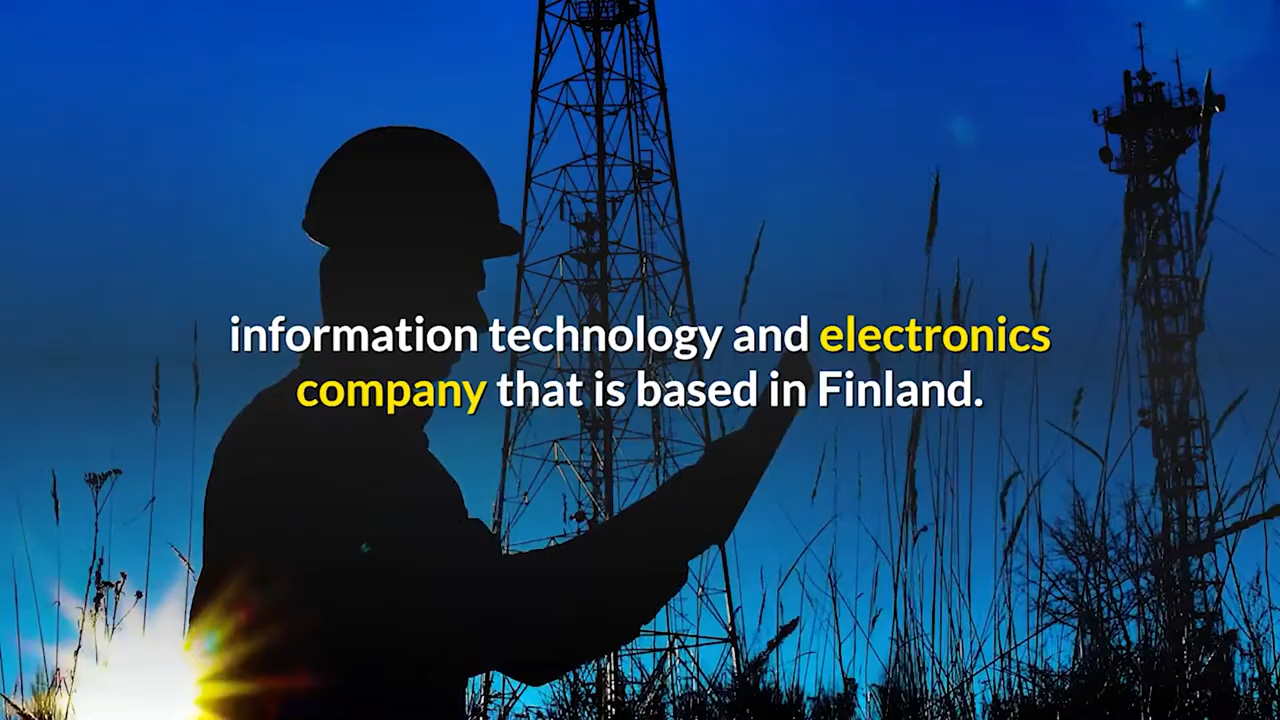 information technology and electronics
company that is based in Finland.